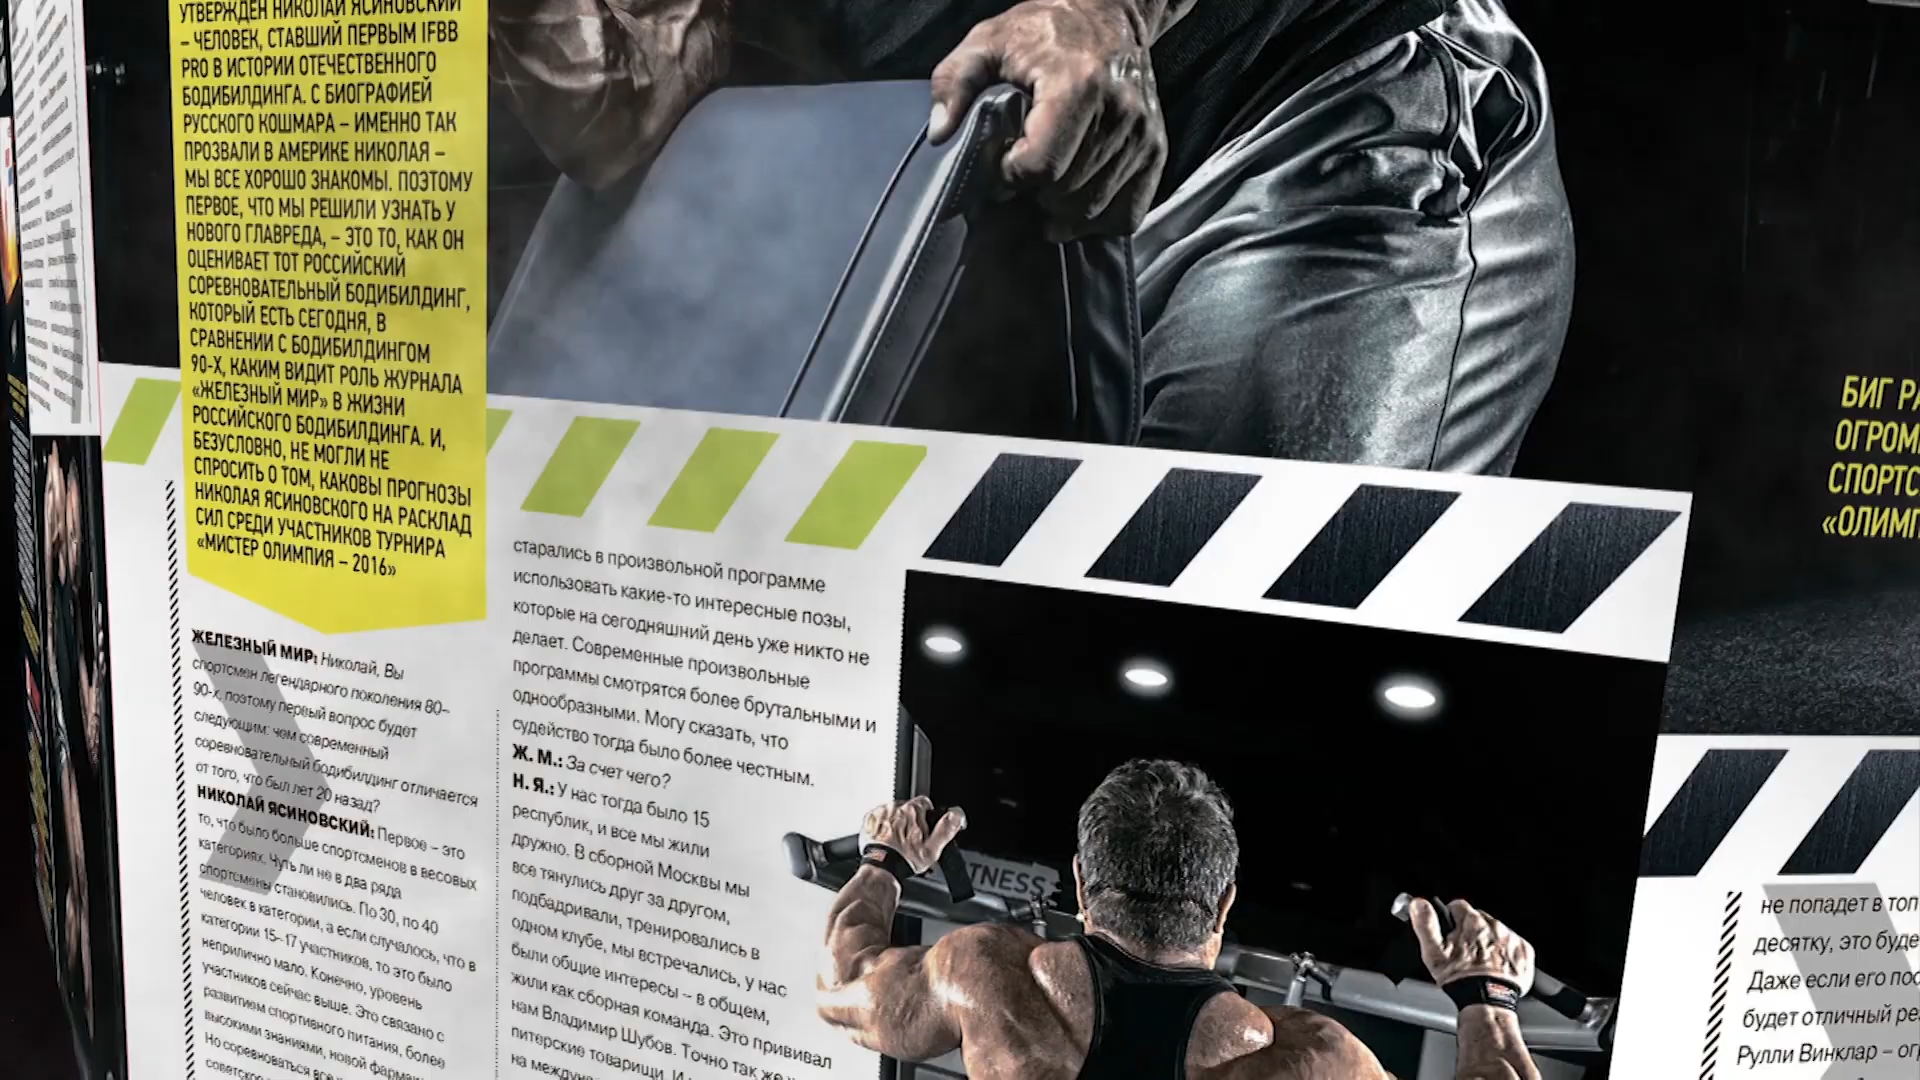 УТВЕРЖДЕН НИКОЛАЙ ЯСИНОВСКИЙ
– ЧЕЛОВЕК, СТАВШИЙ ПЕРВЫМ IFBB
PRO В ИСТОРИИ ОТЕЧЕСТВЕННОГО
БОДИБИЛДИНГА. С БИОГРАФИЕЙ
РУССКОГО КОШМАРА – ИМЕННО ТАК
ПРОЗВАЛИ В АМЕРИКЕ НИКОЛАЯ –
МЫ ВСЕ ХОРОШО ЗНАКОМЫ. ПОЭТОМУ
ПЕРВОЕ, ЧТО МЫ РЕШИЛИ УЗНАТЬ У
НОВОГО ГЛАВРЕДА, – ЭТО ТО, КАК ОН
ОЦЕНИВАЕТ ТОТ РОССИЙСКИЙ
СОРЕВНОВАТЕЛЬНЫЙ БОДИБИЛДИНГ,
КОТОРЫЙ ЕСТЬ СЕГОДНЯ, В
СРАВНЕНИИ С БОДИБИЛДИНГОМ
90-Х, КАКИМ ВИДИТ РОЛЬ ЖУРНАЛА
«ЖЕЛЕЗНЫЙ МИР» В ЖИЗНИ
РОССИЙСКОГО БОДИБИЛДИНГА. И,
БЕЗУСЛОВНО, НЕ МОГЛИ НЕ
СПРОСИТЬ О ТОМ, КАКОВЫ ПРОГНОЗЫ
НИКОЛАЯ ЯСИНОВСКОГО НА РАСКЛАД
СИЛ СРЕДИ УЧАСТНИКОВ ТУРНИРА
«МИСТЕР ОЛИМПИЯ – 2016»
ЖЕЛЕЗНЫЙ МИР: Николай, Вы
спортсмен легендарного поколения 80–
90-х, поэтому первый вопрос будет
следующим: чем современный
соревновательный бодибилдинг отличается
от того, что был лет 20 назад?
НИКОЛАЙ ЯСИНОВСКИЙ: Первое – это
то, что было больше спортсменов в весовых
категориях. Чуть ли не в два ряда
спортсмены становились. По 30, по 40
человек в категории, а если случалось, что в
категории 15–17 участников, то это было
неприлично мало. Конечно, уровень
участников сейчас выше. Это связано с
развитием спортивного питания, более
высокими знаниями, новой
Но соревноваться
старались в произвольной программе
использовать какие-то интересные позы,
которые на сегодняшний день уже никто не
делает. Современные произвольные
программы смотрятся более брутальными и
однообразными. Могу сказать, что
судейство тогда было более честным.
Ж. М.: За счет чего?
Н. Я.: У нас тогда было 15
республик, и все мы жили
дружно. В сборной Москвы мы
все тянулись друг за другом,
подбадривали, тренировались в
одном клубе, мы встречались, у нас
были общие интересы – в общем,
жили как сборная команда. Это прививал
нам Владимир Шубов. Точно так же
питерские товарищи. И
на
TNESS
БИГ РА
ОГРОМ
СПОРТС
«ОЛИМП
не попадет в топ
десятку, это буде
Даже если его пос
будет отличный ре
Рулли Винклар – ог